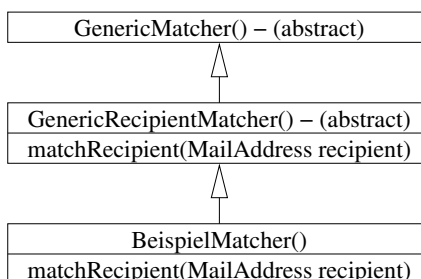 GenericMatcher() − (abstract)
GenericRecipientMatcher() − (abstract)
matchRecipient(MailAddress recipient)
BeispielMatcher()
matchRecipient(MailAddress recipient)